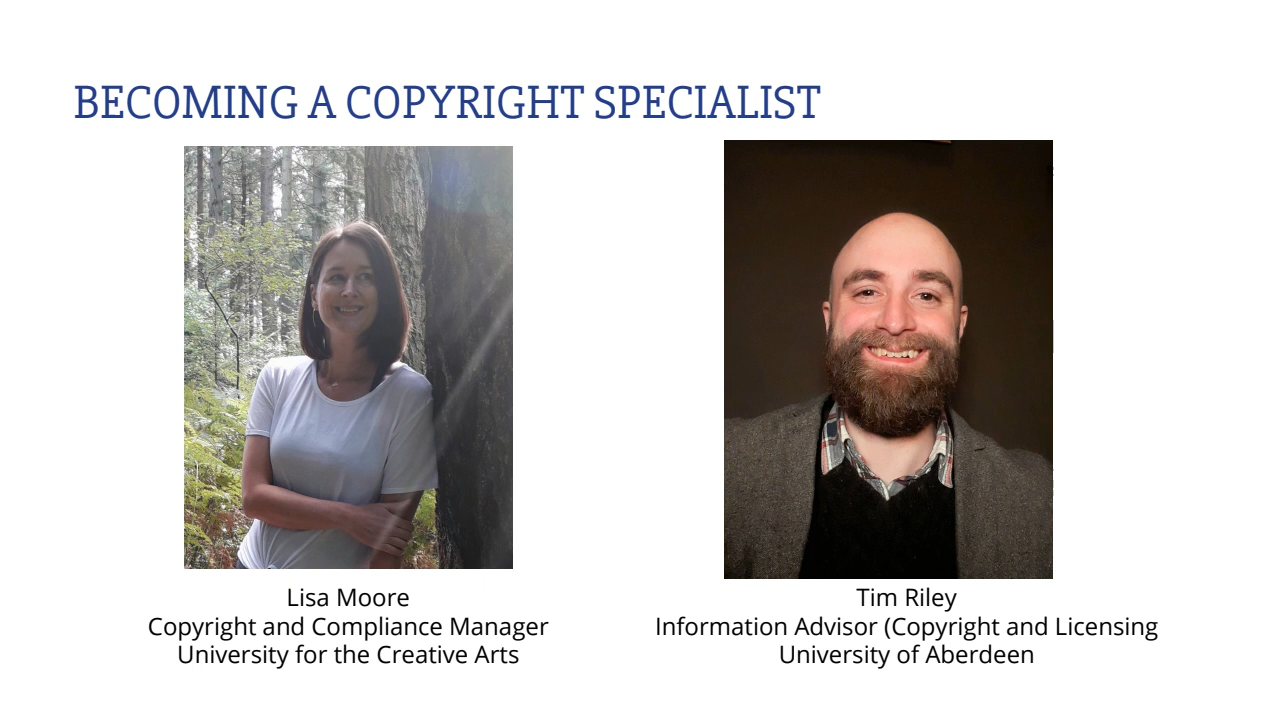 BECOMING A COPYRIGHT SPECIALIST
Lisa Moore
Copyright and Compliance Manager
University for the Creative Arts
Tim Riley
Information Advisor (Copyright and Licensing
University of Aberdeen